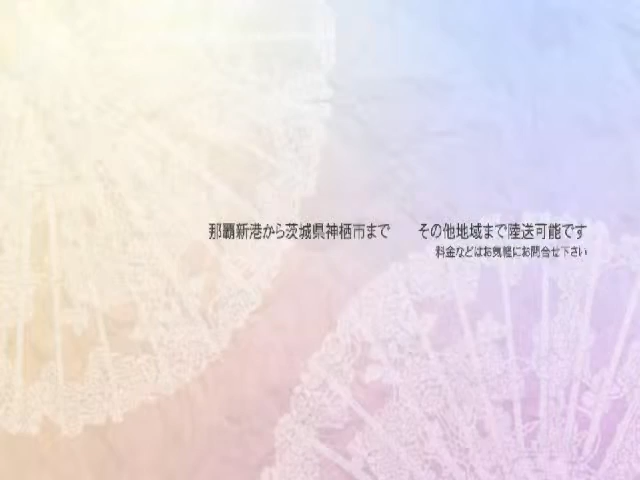 那覇新港から茨城県神栖市まで　その他地域まで陸送可能です
料金などはお気軽にお問合せ下さい